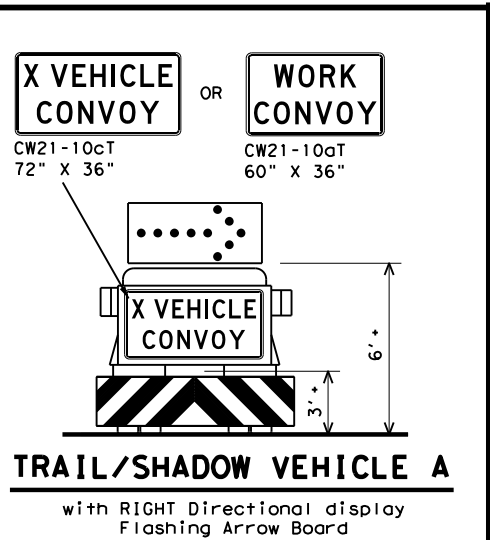 X VEHICLE
CONVOY
OR
WORK
CONVOY
CW21-10cT
72" X 36"
CW21-10aT
60" X 36"
X VEHICLE
CONVOY
6'+
3'+
TRAIL/SHADOW VEHICLE A
with RIGHT Directional display
Flashing Arrow Board